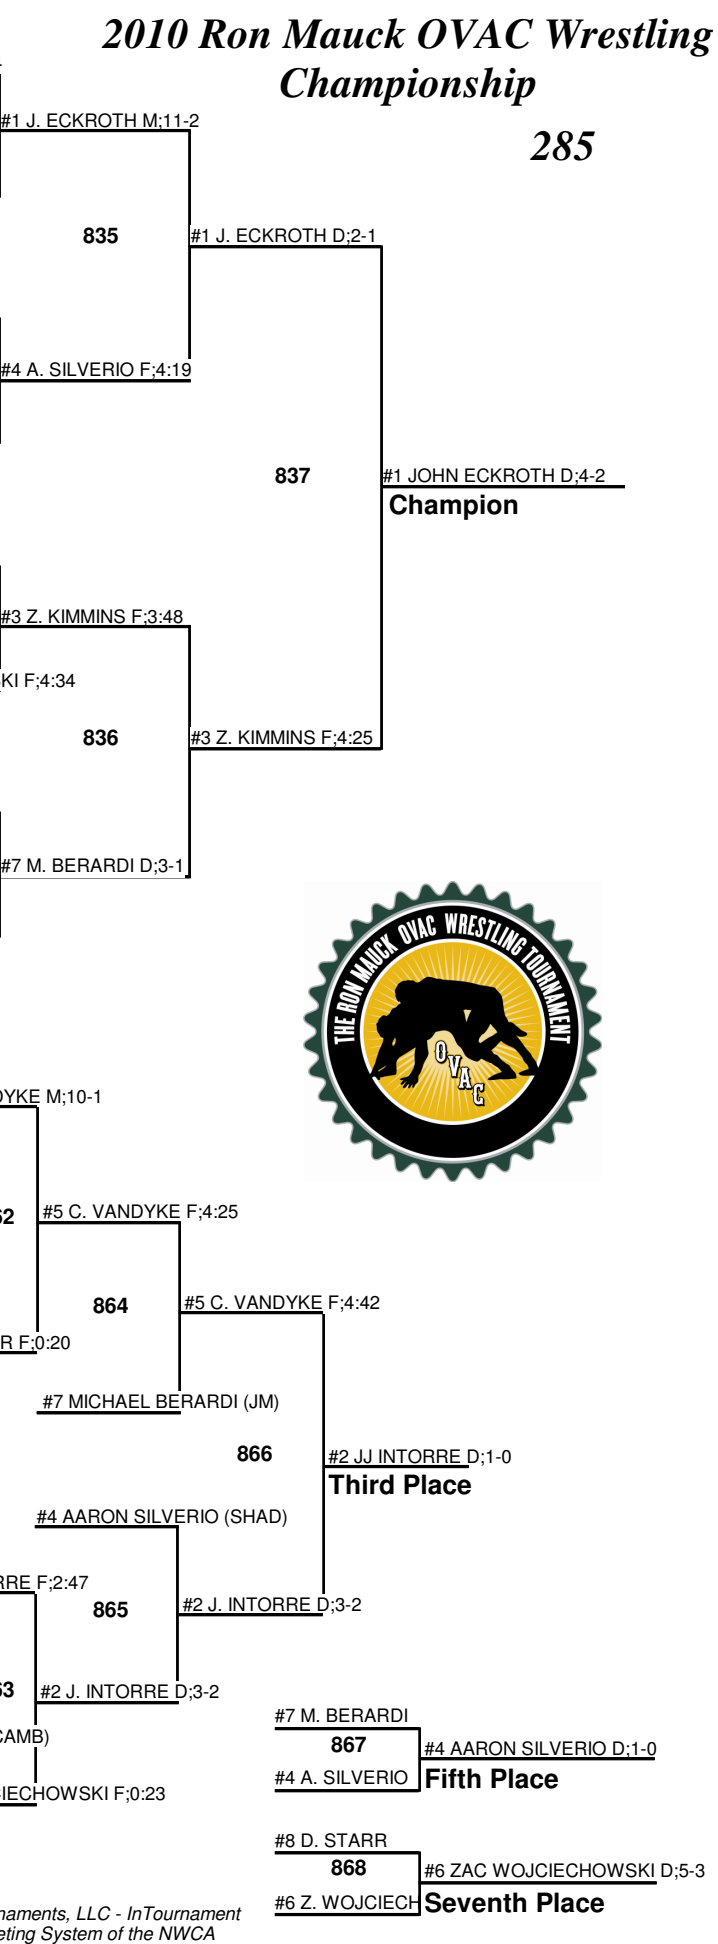 2010 Ron Mauck OVAC Wrestling
Championship
285
#1 J. ECKROTH M;11-2
835
#1 J. ECKROTH D;2-1
#4 A. SILVERIO F;4:19
837
#1 JOHN ECKROTH D;4-2
Champion
#3 Z. KIMMINS F;3:48
KI F;4:34
836
#3 Z. KIMMINS F;4:25
#7 M. BERARDI D;3-1
THE RON MAUCK OVAC WRESTLING TOURNAMENT
OVAC
DYKE M;10-1
62
#5 C. VANDYKE F;4:25
864
#5 C. VANDYKE F;4:42
R F;0:20
#7 MICHAEL BERARDI (JM)
866
#2 JJ INTORRE D;1-0
Third Place
#4 AARON SILVERIO (SHAD)
RRE F;2:47
865
#2 J. INTORRE D;3-2
63
#2 J. INTORRE D;3-2
#7 M. BERARDI
CAMB)
867
#4 AARON SILVERIO D;1-0
#4 A. SILVERIO
Fifth Place
CIECHOWSKI F;0:23
#8 D. STARR
868
#6 ZAC WOJCIECHOWSKI D;5-3
#6 Z. WOJCIECH
Seventh Place
naments, LLC - InTournament
eting System of the NWCA